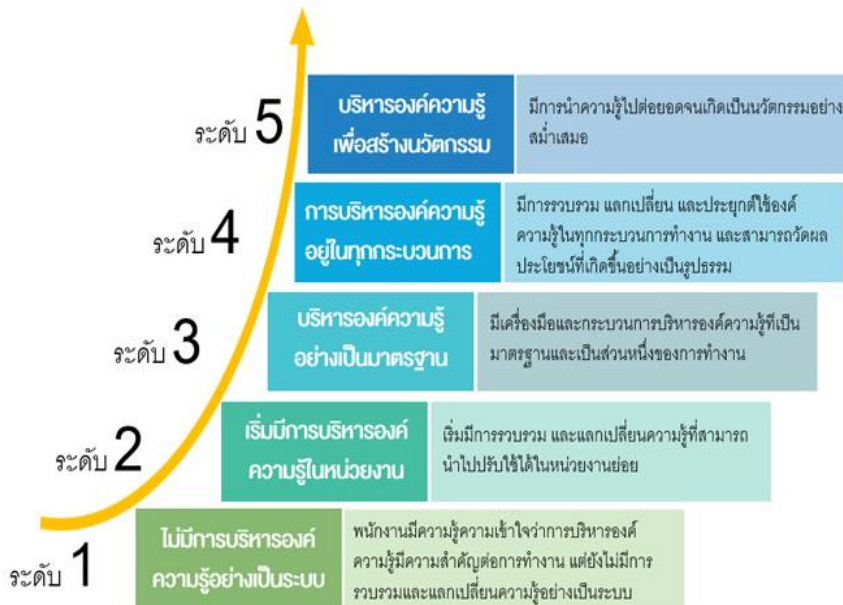 ระดับ 5
บริหารองค์ความรู้
เพื่อสร้างนวัตกรรม
มีการนำความรู้ไปต่อยอดจนเกิดเป็นนวัตกรรมอย่าง
สม่ำเสมอ
ระดับ 4
การบริหารองค์ความรู้
อยู่ในทุกกระบวนการ
มีการรวบรวม แลกเปลี่ยน และประยุกต์ใช้องค์
ความรู้ในทุกกระบวนการทำงาน และสามารถวัดผล
ประโยชน์ที่เกิดขึ้นอย่างเป็นรูปธรรม
ระดับ 3
บริหารองค์ความรู้
อย่างเป็นมาตรฐาน
มีเครื่องมือและกระบวนการบริหารองค์ความรู้ที่เป็น
มาตรฐานและเป็นส่วนหนึ่งของการทำงาน
ระดับ 2
เริ่มมีการบริหารองค์
ความรู้ในหน่วยงาน
เริ่มมีการรวบรวม และแลกเปลี่ยนความรู้ที่สามารถ
นำไปปรับใช้ได้ในหน่วยงานย่อย
ระดับ 1
ไม่มีการบริหารองค์
ความรู้อย่างเป็นระบบ
พนักงานมีความรู้ความเข้าใจว่าการบริหารองค์
ความรู้มีความสำคัญต่อการทำงาน แต่ยังไม่มีการ
รวบรวมและแลกเปลี่ยนความรู้อย่างเป็นระบบ